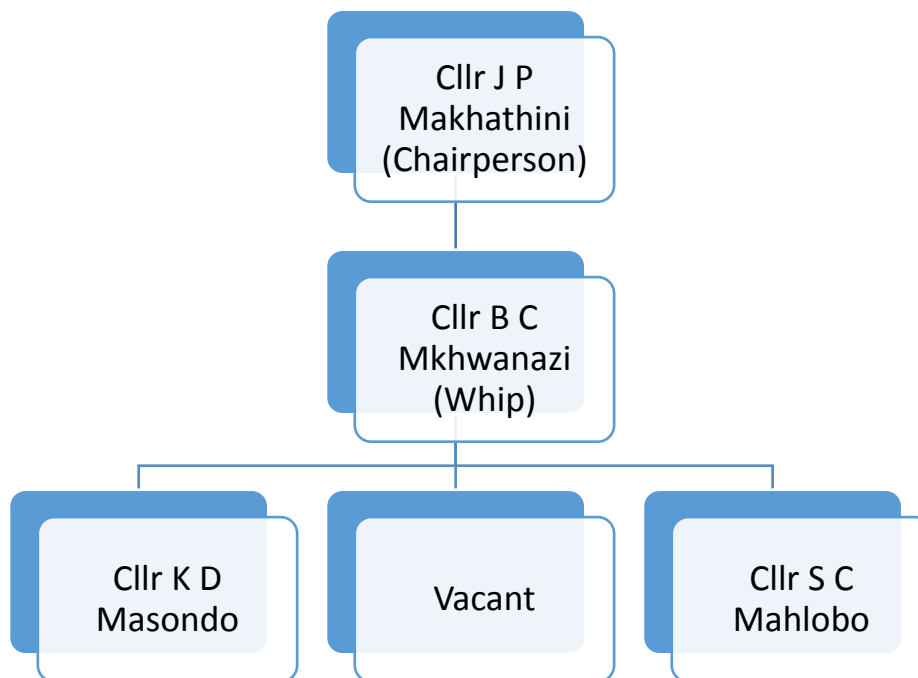 Cllr J P
Makhathini
(Chairperson)
Cllr B C
Mkhwanazi
(Whip)
Cllr K D
Masondo
Vacant
Cllr S C
Mahlobo